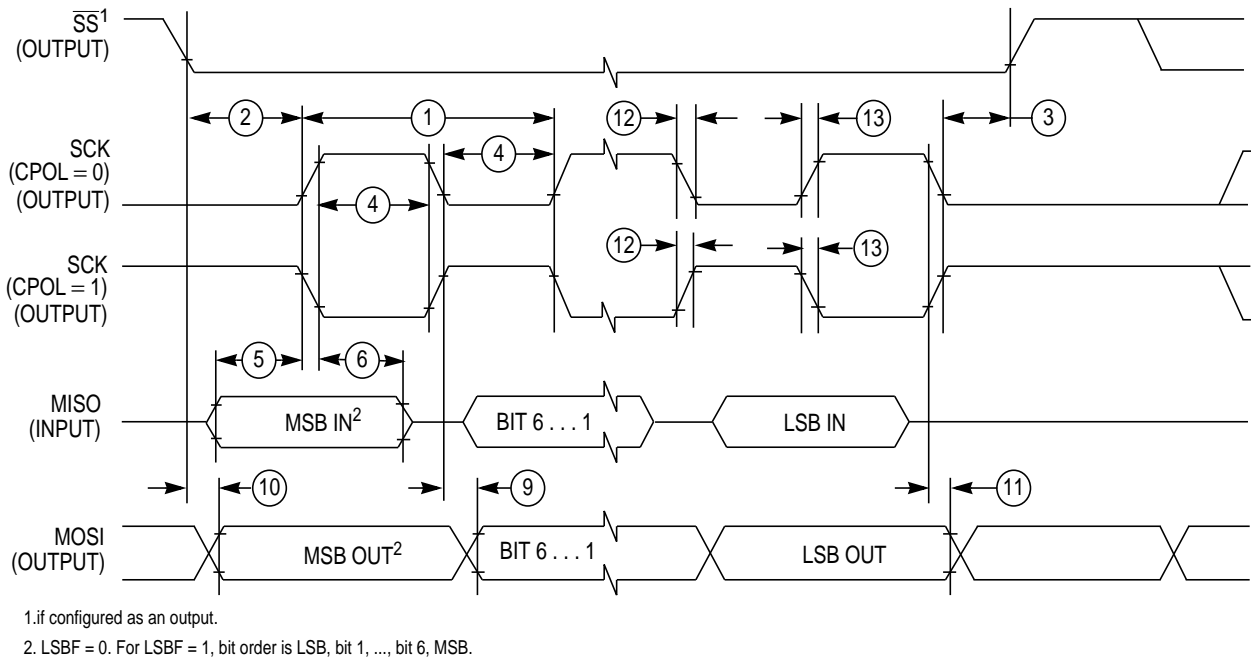 SS1
(OUTPUT)
2
1
12
13
3
SCK
(CPOL = 0)
(OUTPUT)
4
4
SCK
(CPOL = 1)
(OUTPUT)
12
13
5
6
MISO
(INPUT)
MSB IN2
BIT 6 . . . 1
LSB IN
10
9
11
MOSI
(OUTPUT)
MSB OUT2
BIT 6 . . . 1
LSB OUT
1.if configured as an output.
2. LSBF = 0. For LSBF = 1, bit order is LSB, bit 1, ..., bit 6, MSB.